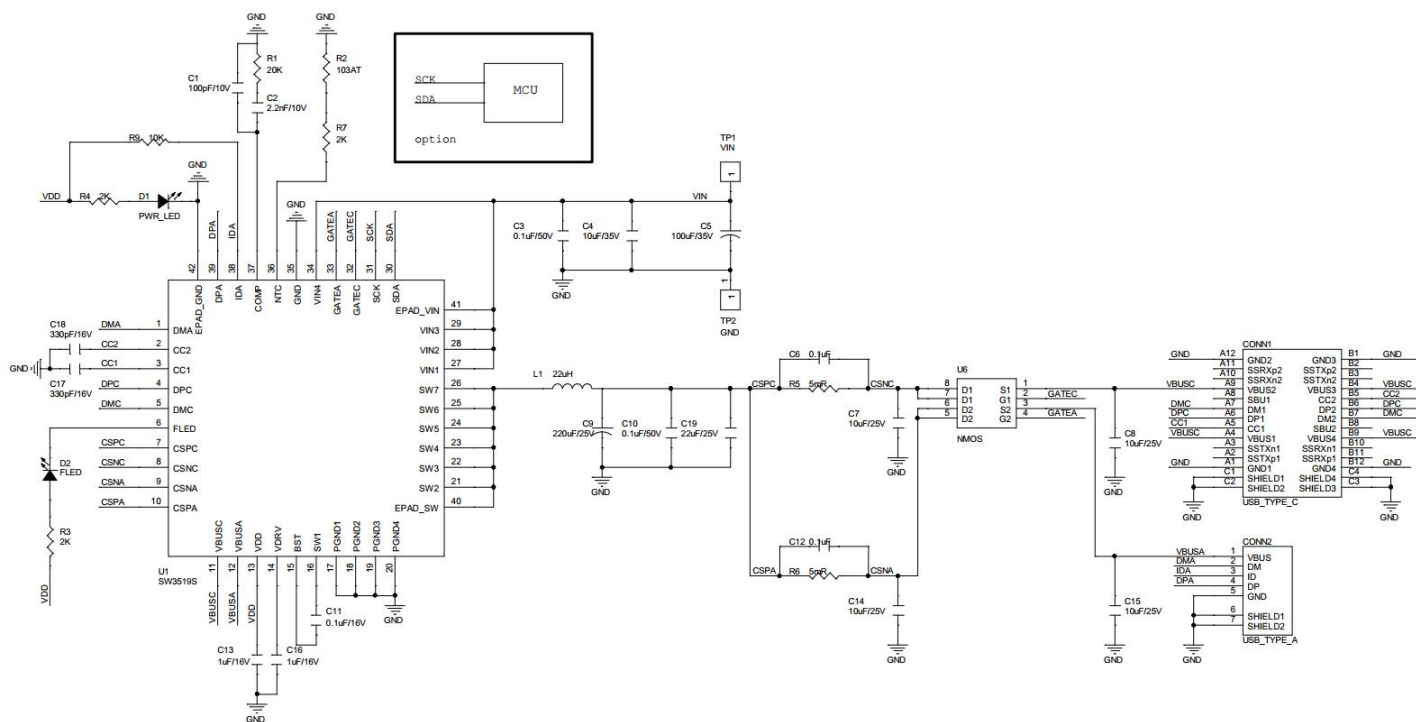 GND
GND
R1
20K
C1
100pF/10V
C2
2.2nF/10V
R2
103AT
R7
2K
SCK
SDA
MCU
option
TP1
VIN
1
R9 10K
GND
VDD
R4 2K
D1
PWR_LED
GND
VIN
DPA
IDA
GATEA
GATEC
SCK
SDA
C3
0.1uF/50V
C4
10uF/35V
C5
100uF/35V
GND
1
1
TP2
GND
42
39
38
37
36
35
34
33
32
31
30
EPAD_GND
DPA
IDA
COMP
NTC
GND
VIN4
GATEA
GATEC
SCK
SDA
C18
330pF/16V
GND
C17
330pF/16V
DMA 1 DMA
CC2 2 CC2
CC1 3 CC1
DPC 4 DPC
DMC 5 DMC
6 FLED
CSPC 7 CSPC
CSNC 8 CSNC
CSNA 9 CSNA
CSPA 10 CSPA
EPAD_VIN 41
VIN3 29
VIN2 28
VIN1 27
SW7 26
SW6 25
SW5 24
SW4 23
SW3 22
SW2 21
EPAD_SW 40
D2
FLED
R3
2K
VDD
VBUSC
VBUSA
VDD
VDRV
BST
SW1
PGND1
PGND2
PGND3
PGND4
U1
SW3519S
11
12
13
14
15
16
17
18
19
20
VBUSC
VBUSA
VDD
GND
C11
0.1uF/16V
C13
1uF/16V
C16
1uF/16V
GND
L1 22uH
C9
220uF/25V
C10
0.1uF/50V
C19
22uF/25V
GND
CSPC
C6 0.1uF
R5 5mR
CSNC
C7
10uF/25V
GND
CSPA
C12 0.1uF
R6 5mR
CSNA
C14
10uF/25V
GND
U6
8 D1 S1 1
7 D1 G1 2 GATEC
6 D2 S2 3
5 D2 G2 4 GATEA
NMOS
C8
10uF/25V
GND
C15
10uF/25V
GND
CONN1
GND A12 GND2 GND3 B1 GND
A11 SSRXp2 SSTXp2 B2
A10 SSRXn2 SSTXn2 B3
VBUSC A9 VBUS2 VBUS3 B4 VBUSC
A8 SBU1 CC2 B5 CC2
DMC A7 DM1 DP2 B6 DPC
DPC A6 DP1 DM2 B7 DMC
CC1 A5 CC1 SBU2 B8
VBUSC A4 VBUS1 VBUS4 B9 VBUSC
A3 SSTXn1 SSRXn1 B10
A2 SSTXp1 SSRXp1 B11
GND A1 GND1 GND4 B12 GND
C1 SHIELD1 SHIELD4 C4
C2 SHIELD2 SHIELD3 C3
USB_TYPE_C
GND
GND
CONN2
VBUSA 1 VBUS
DMA 2 DM
IDA 3 ID
DPA 4 DP
5 GND
6 SHIELD1
7 SHIELD2
USB_TYPE_A
GND